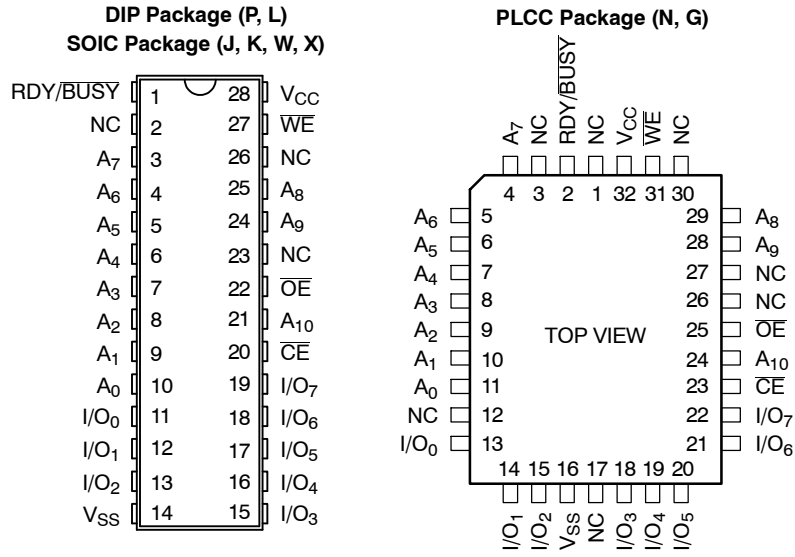 DIP Package (P, L)
SOIC Package (J, K, W, X)
RDY/BUSY 1 28 VCC
NC 2 27 WE
A7 3 26 NC
A6 4 25 A8
A5 5 24 A9
A4 6 23 NC
A3 7 22 OE
A2 8 21 A10
A1 9 20 CE
A0 10 19 I/O7
I/O0 11 18 I/O6
I/O1 12 17 I/O5
I/O2 13 16 I/O4
VSS 14 15 I/O3
PLCC Package (N, G)
A7 NC RDY/BUSY NC VCC WE NC
4 3 2 1 32 31 30
A6 5 29 A8
A5 6 28 A9
A4 7 27 NC
A3 8 26 NC
A2 9 TOP VIEW 25 OE
A1 10 24 A10
A0 11 23 CE
NC 12 22 I/O7
I/O0 13 21 I/O6
14 15 16 17 18 19 20
I/O1 I/O2 VSS NC I/O3 I/O4 I/O5